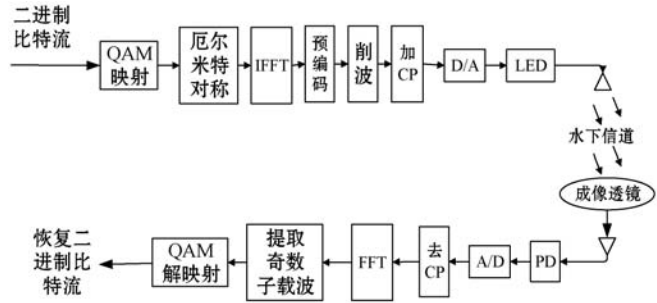 二进制
比特流
QAM
映射
厄尔
米特
对称
IFFT
预
编
码
削
波
加
CP
D/A
LED
水下信道
成像透镜
PD
A/D
去
CP
FFT
提取
奇数
子载波
QAM
解映射
恢复二
进制比
特流